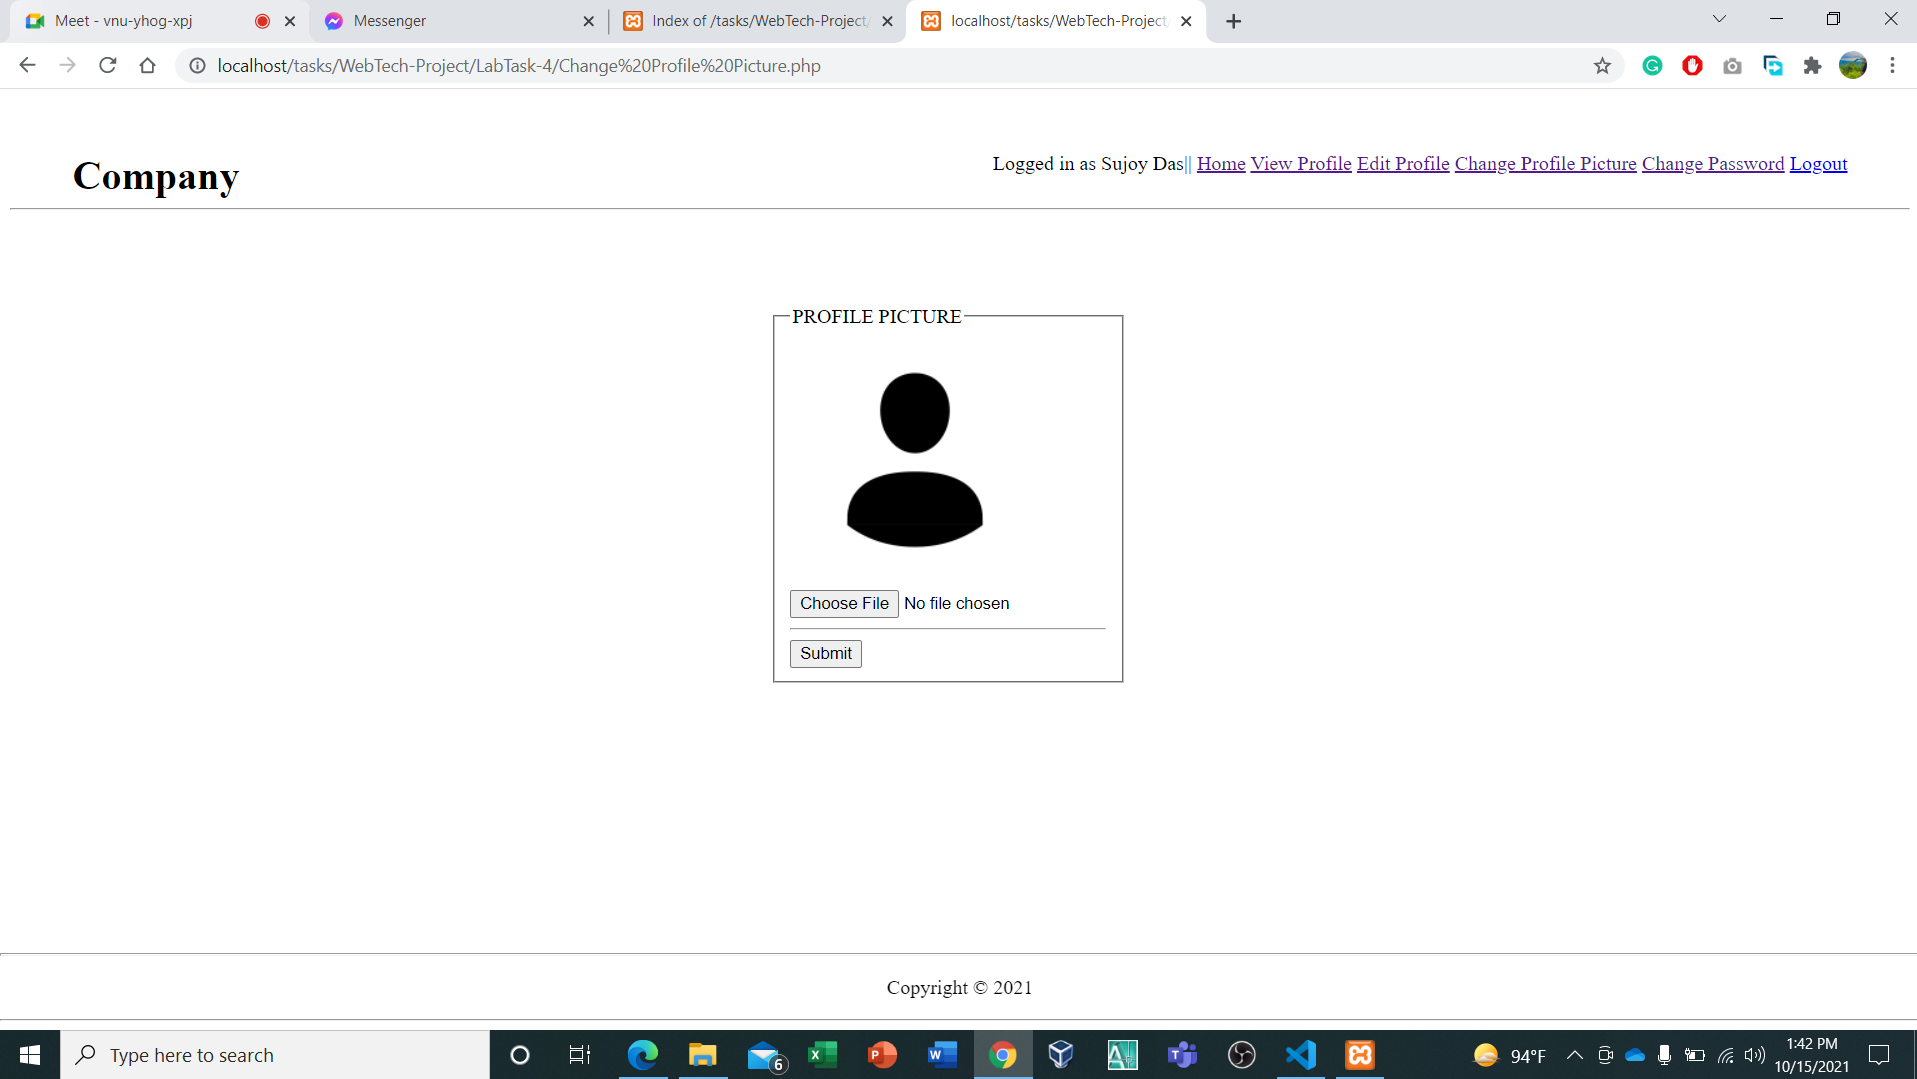 Meet - vnu-yhog-xpj
Messenger
Index of /tasks/WebTech-Project/
localhost/tasks/WebTech-Project/
localhost/tasks/WebTech-Project/LabTask-4/Change%20Profile%20Picture.php
Company
Logged in as Sujoy Das|| Home View Profile Edit Profile Change Profile Picture Change Password Logout
PROFILE PICTURE
Choose File No file chosen
Submit
Copyright © 2021
Type here to search
6
94°F
1:42 PM
10/15/2021